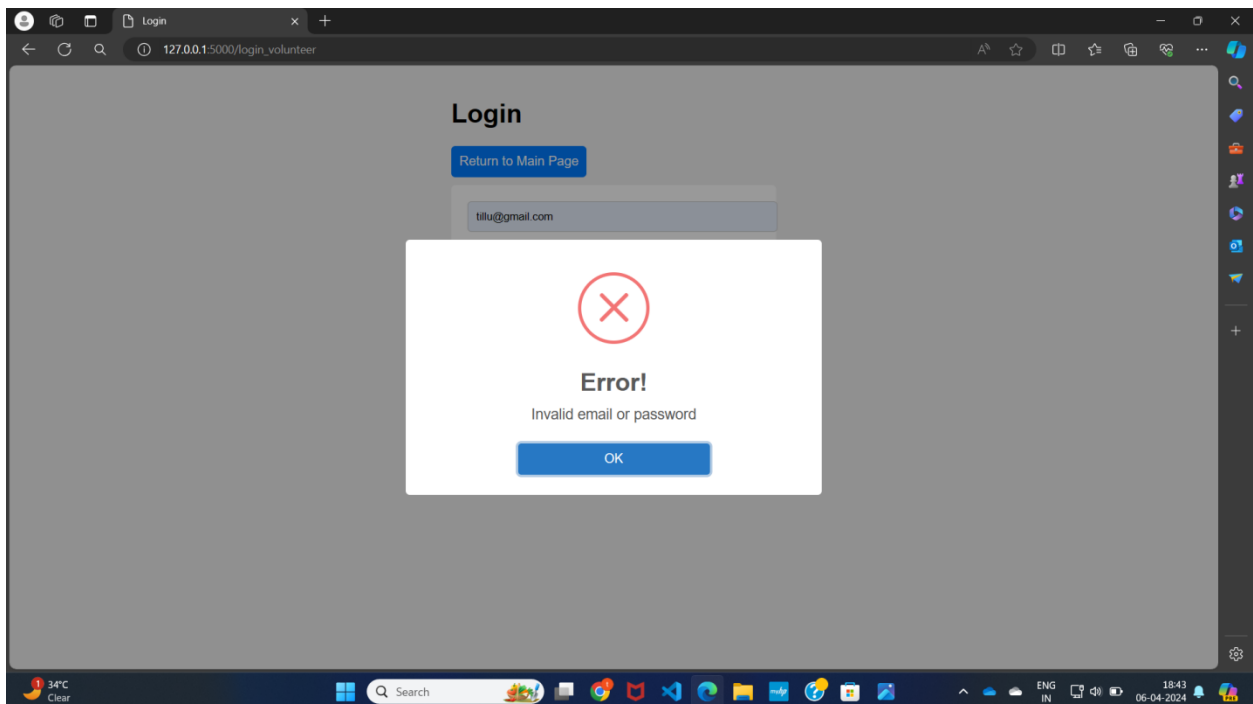 Login
127.0.0.1:5000/login_volunteer
Login
Return to Main Page
tillu@gmail.com
Error!
Invalid email or password
OK
1
34°C
Clear
Search
ENG
IN
18:43
06-04-2024